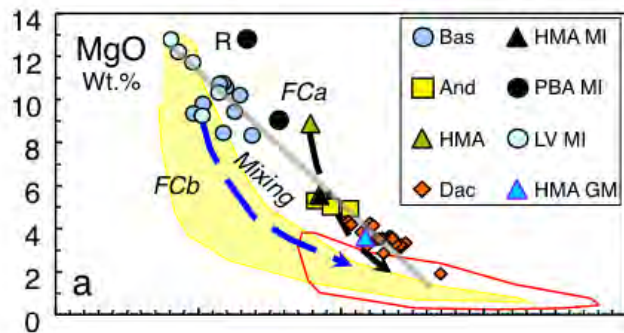 14
12
10
8
6
4
2
0
MgO
Wt.%
R
FCa
Mixing
FCb
a
Bas
And
HMA
Dac
HMA MI
PBA MI
LV MI
HMA GMI